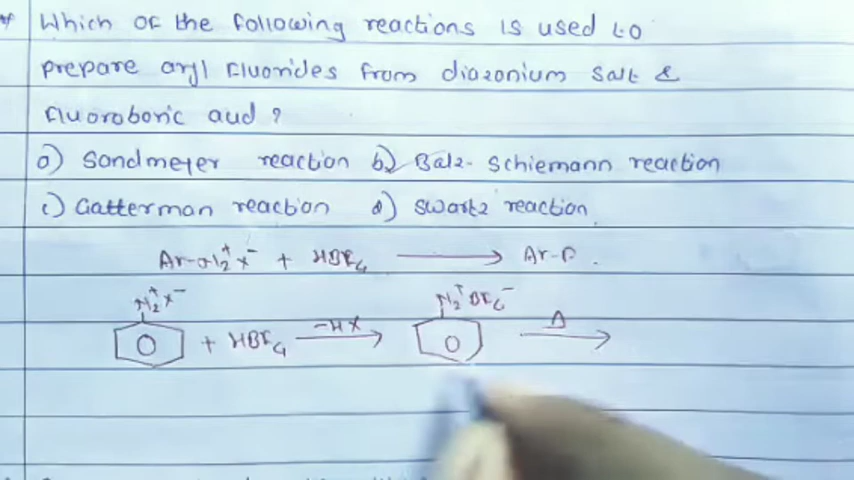 Which of the following reactions is used to
prepare aryl fluorides from diazonium salt &
fluoroboric acid ?
a) Sandmeyer reaction b) Balz-Schiemann reaction
c) Gatterman reaction d) Swartz reaction
Ar-N₂⁺X⁻ + HBF₄ → Ar-F .
N₂⁺X⁻ N₂⁺BF₄⁻
+ HBF₄ -HX → Δ →